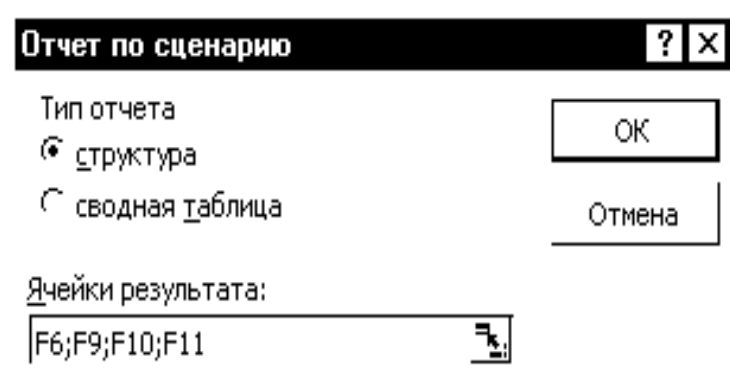 Отчет по сценарию ? ×
Тип отчета
структура
сводная таблица
ОК
Отмена
Ячейки результата:
F6;F9;F10;F11